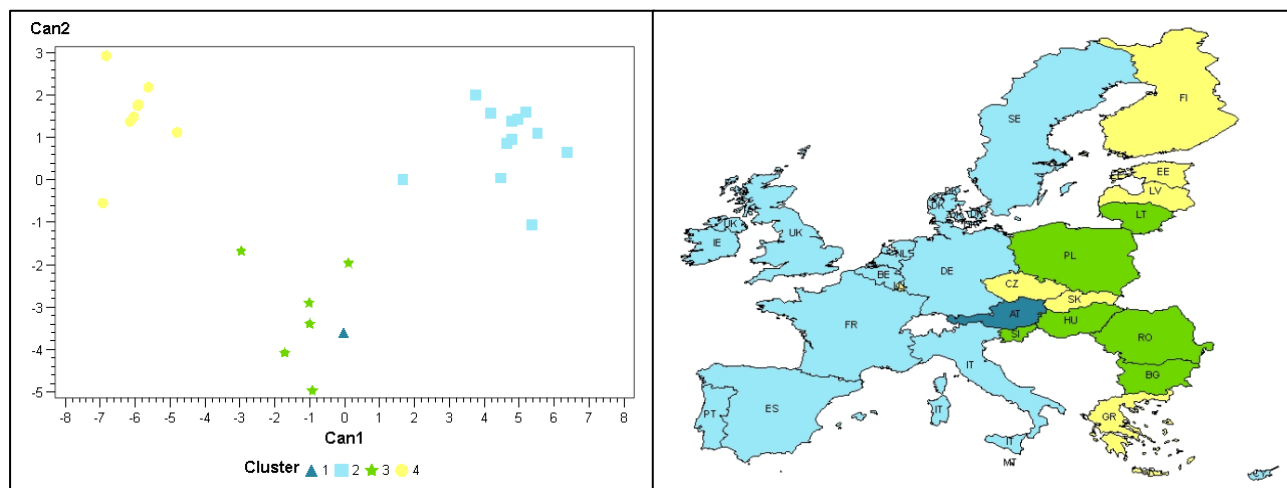 Can2
3
2
1
0
-1
-2
-3
-4
-5
-8 -7 -6 -5 -4 -3 -2 -1 0 1 2 3 4 5 6 7 8
Can1
Cluster 1 2 3 4
FI
SE
EE
LV
LT
DK
UK
IE
UK
NL
BE
DE
PL
CZ
SK
AT
HU
SI
FR
RO
IT
BG
PT
ES
IT
GR
IT
MT
CY